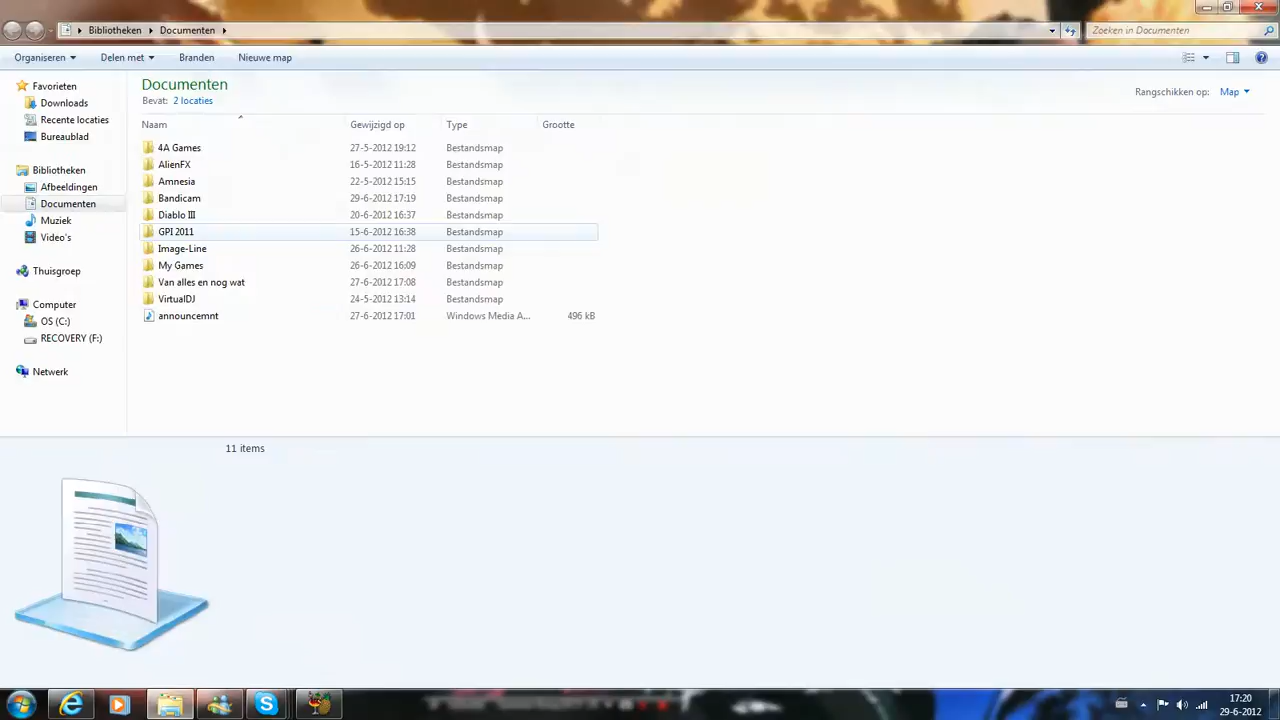 Bibliotheken Documenten Zoeken in Documenten
Organiseren Delen met Branden Nieuwe map
Documenten
Bevat: 2 locaties
Rangschikken op: Map
Favorieten
Downloads
Recente locaties
Bureaublad
Bibliotheken
Afbeeldingen
Documenten
Muziek
Video's
Thuisgroep
Computer
OS (C:)
RECOVERY (F:)
Netwerk
Naam Gewijzigd op Type Grootte
4A Games 27-5-2012 19:12 Bestandsmap
AlienFX 16-5-2012 11:28 Bestandsmap
Amnesia 22-5-2012 15:15 Bestandsmap
Bandicam 29-6-2012 17:19 Bestandsmap
Diablo III 20-6-2012 16:37 Bestandsmap
GPI 2011 15-6-2012 16:38 Bestandsmap
Image-Line 26-6-2012 11:28 Bestandsmap
My Games 26-6-2012 16:09 Bestandsmap
Van alles en nog wat 27-6-2012 17:08 Bestandsmap
VirtualDJ 24-5-2012 13:14 Bestandsmap
announcemnt 27-6-2012 17:01 Windows Media A... 496 kB
11 items
17:20
29-6-2012